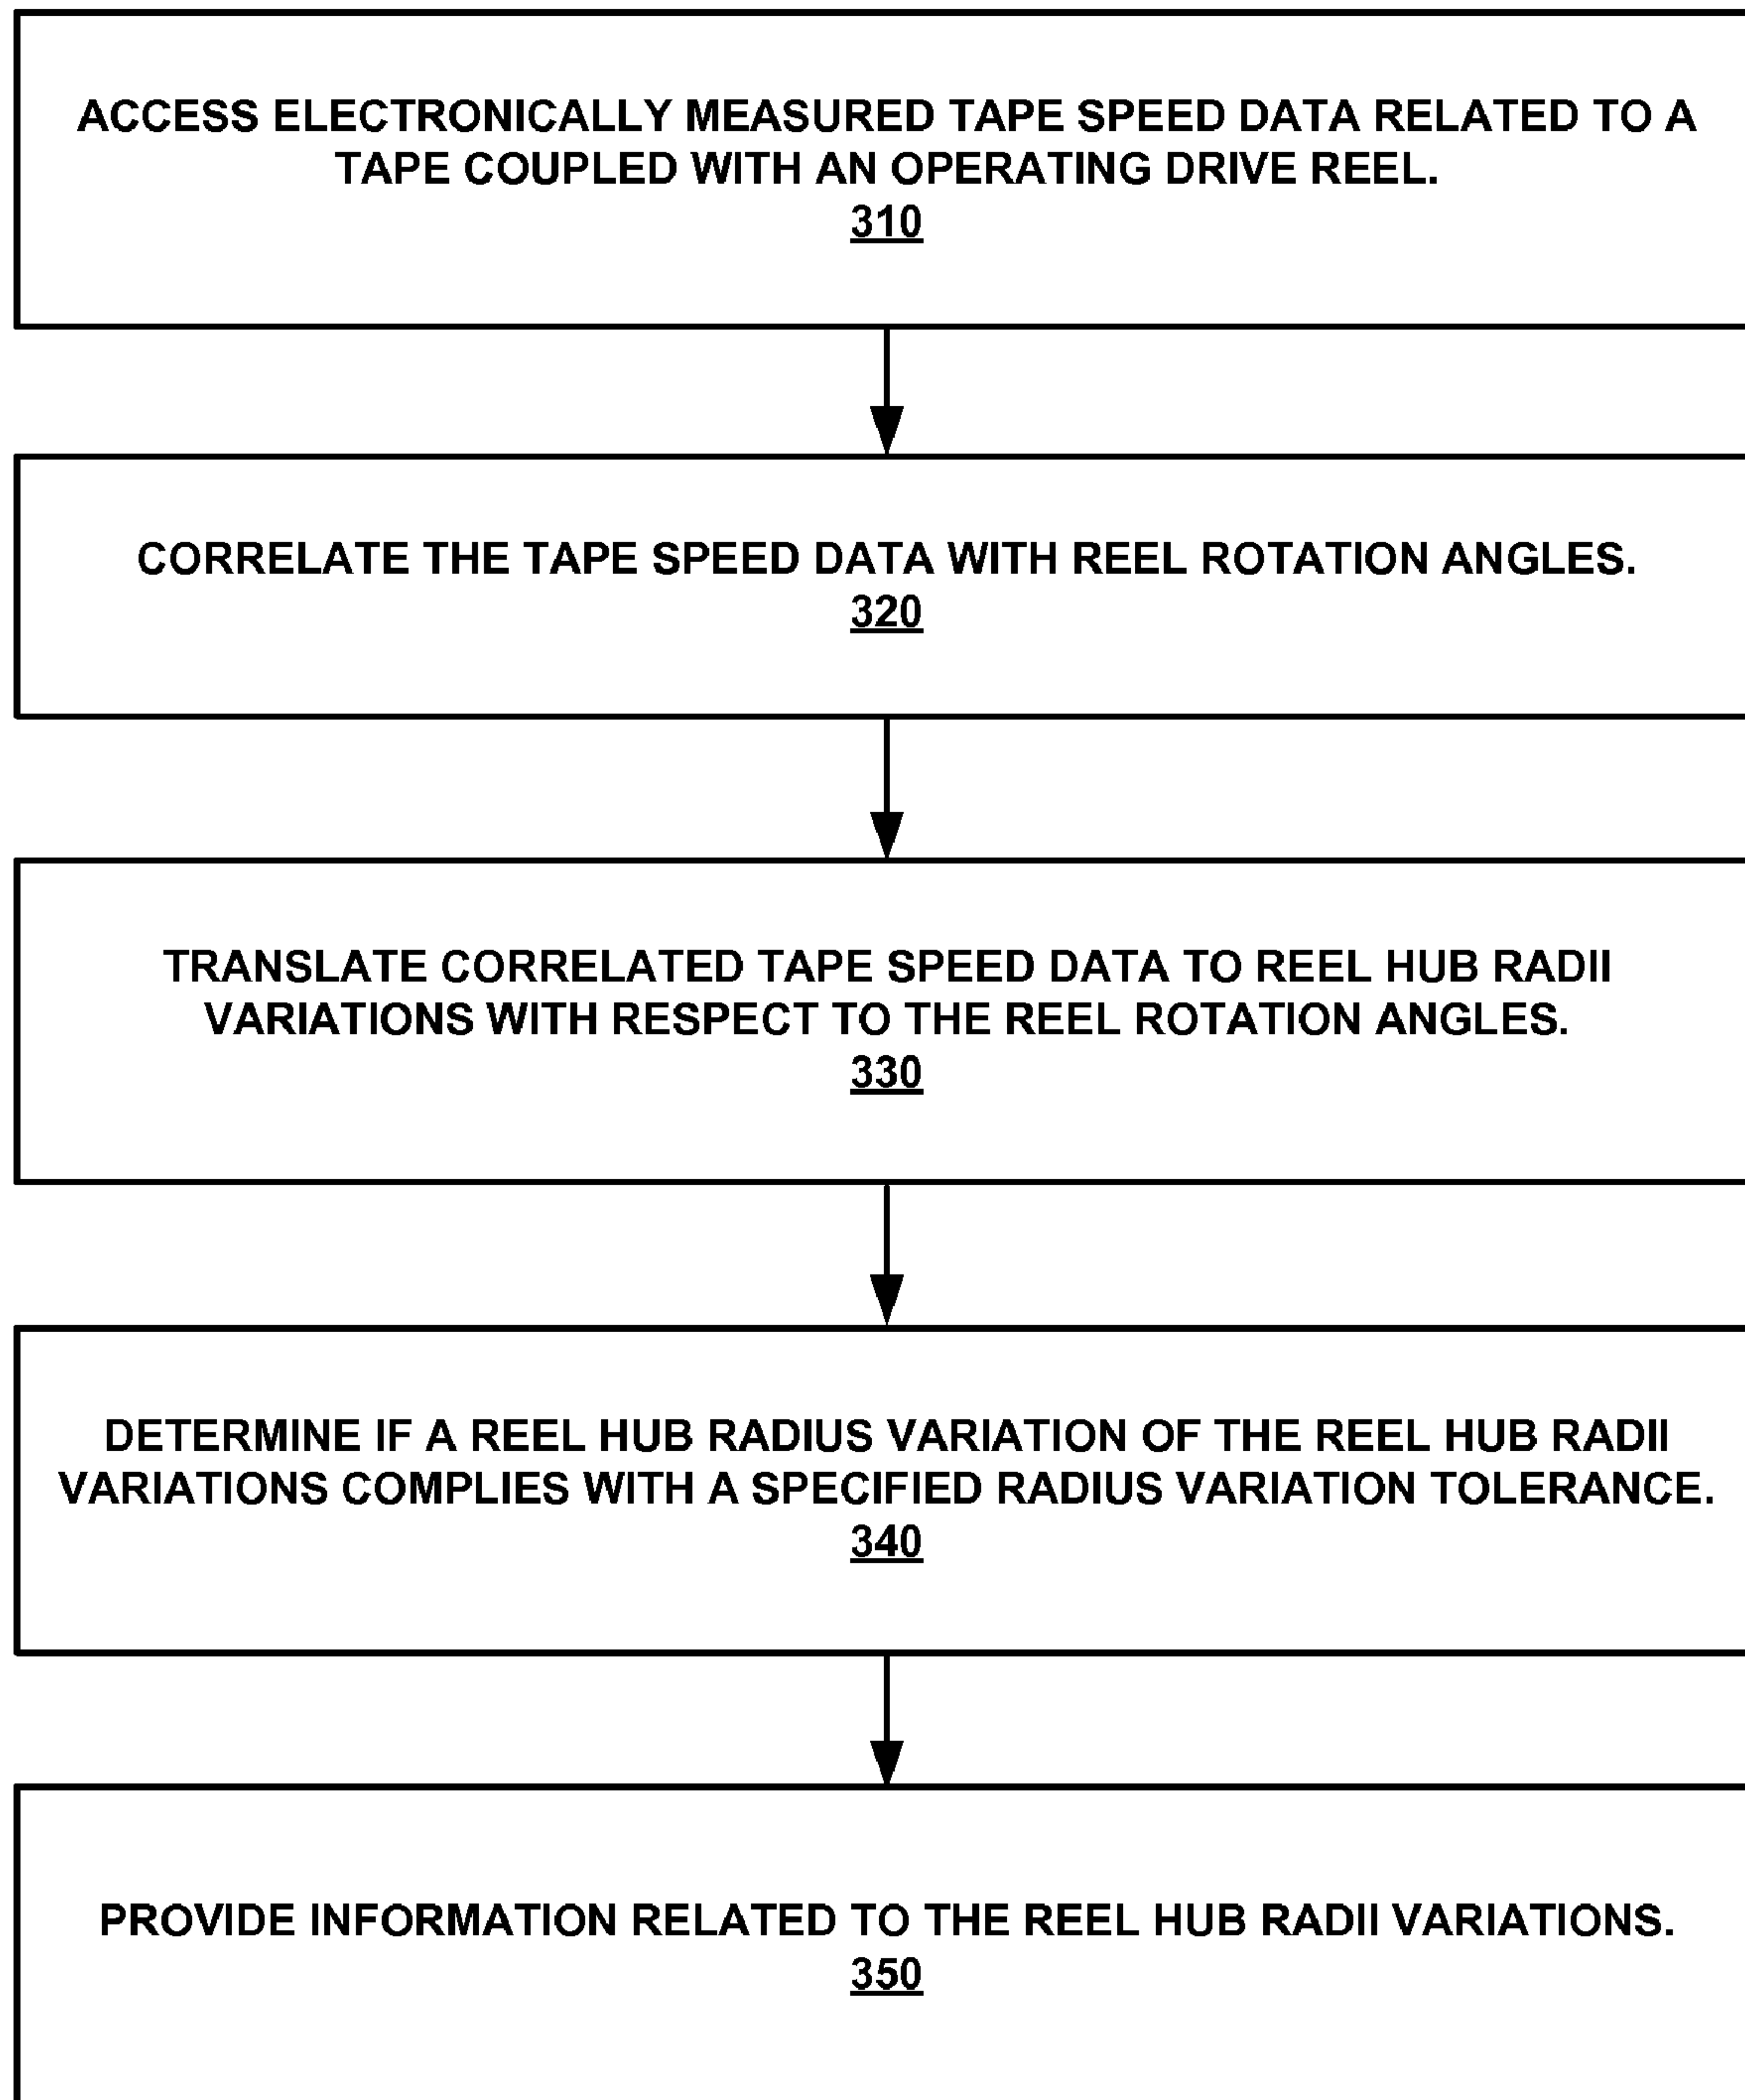 ACCESS ELECTRONICALLY MEASURED TAPE SPEED DATA RELATED TO A
TAPE COUPLED WITH AN OPERATING DRIVE REEL.
310
CORRELATE THE TAPE SPEED DATA WITH REEL ROTATION ANGLES.
320
TRANSLATE CORRELATED TAPE SPEED DATA TO REEL HUB RADII
VARIATIONS WITH RESPECT TO THE REEL ROTATION ANGLES.
330
DETERMINE IF A REEL HUB RADIUS VARIATION OF THE REEL HUB RADII
VARIATIONS COMPLIES WITH A SPECIFIED RADIUS VARIATION TOLERANCE.
340
PROVIDE INFORMATION RELATED TO THE REEL HUB RADII VARIATIONS.
350